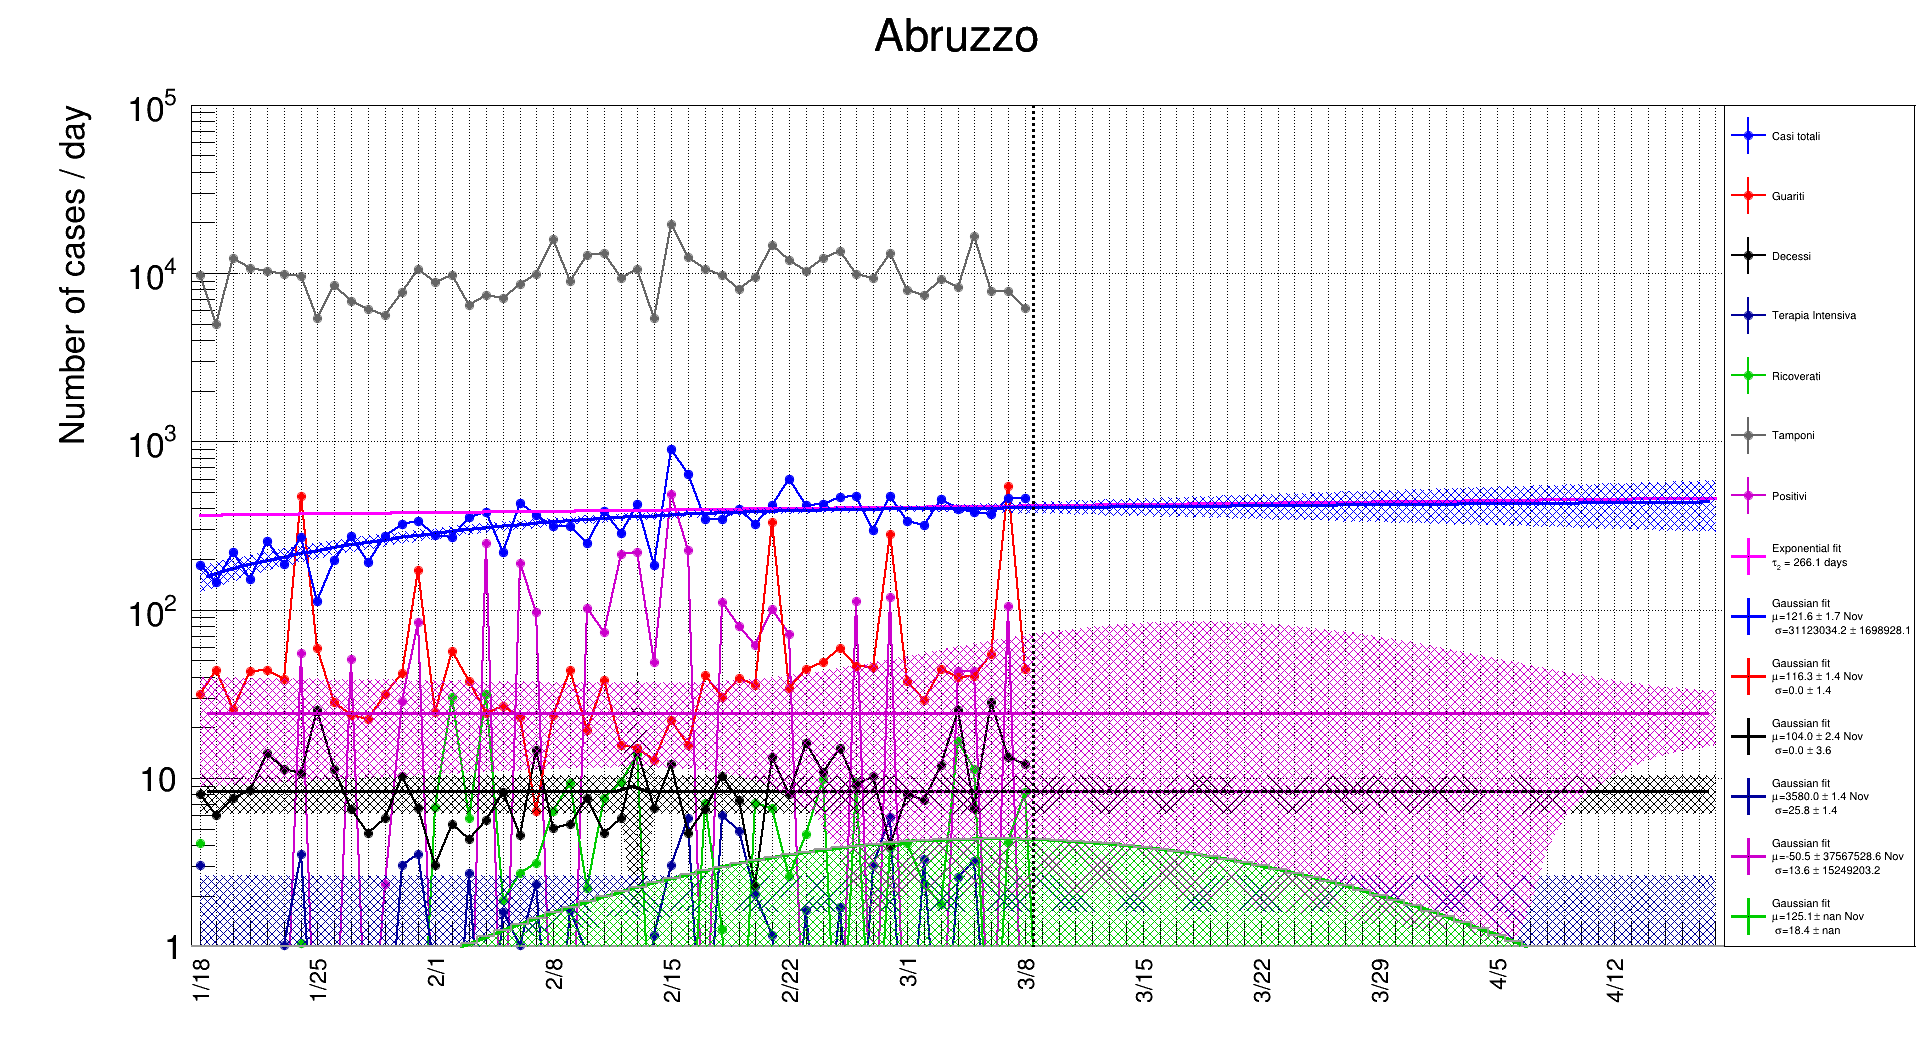 Abruzzo
Number of cases / day
10^5
10^4
10^3
10^2
10
1
1/18
1/25
2/1
2/8
2/15
2/22
3/1
3/8
3/15
3/22
3/29
4/5
4/12
Casi totali
Guariti
Decessi
Terapia Intensiva
Ricoverati
Tamponi
Positivi
Exponential fit
τ₂ = 266.1 days
Gaussian fit
μ=121.6 ± 1.7 Nov
σ=31123034.2 ± 1698928.1
Gaussian fit
μ=116.3 ± 1.4 Nov
σ=0.0 ± 1.4
Gaussian fit
μ=104.0 ± 2.4 Nov
σ=0.0 ± 3.6
Gaussian fit
μ=3580.0 ± 1.4 Nov
σ=25.8 ± 1.4
Gaussian fit
μ=-50.5 ± 37567528.6 Nov
σ=13.6 ± 15249203.2
Gaussian fit
μ=125.1 ± nan Nov
σ=18.4 ± nan